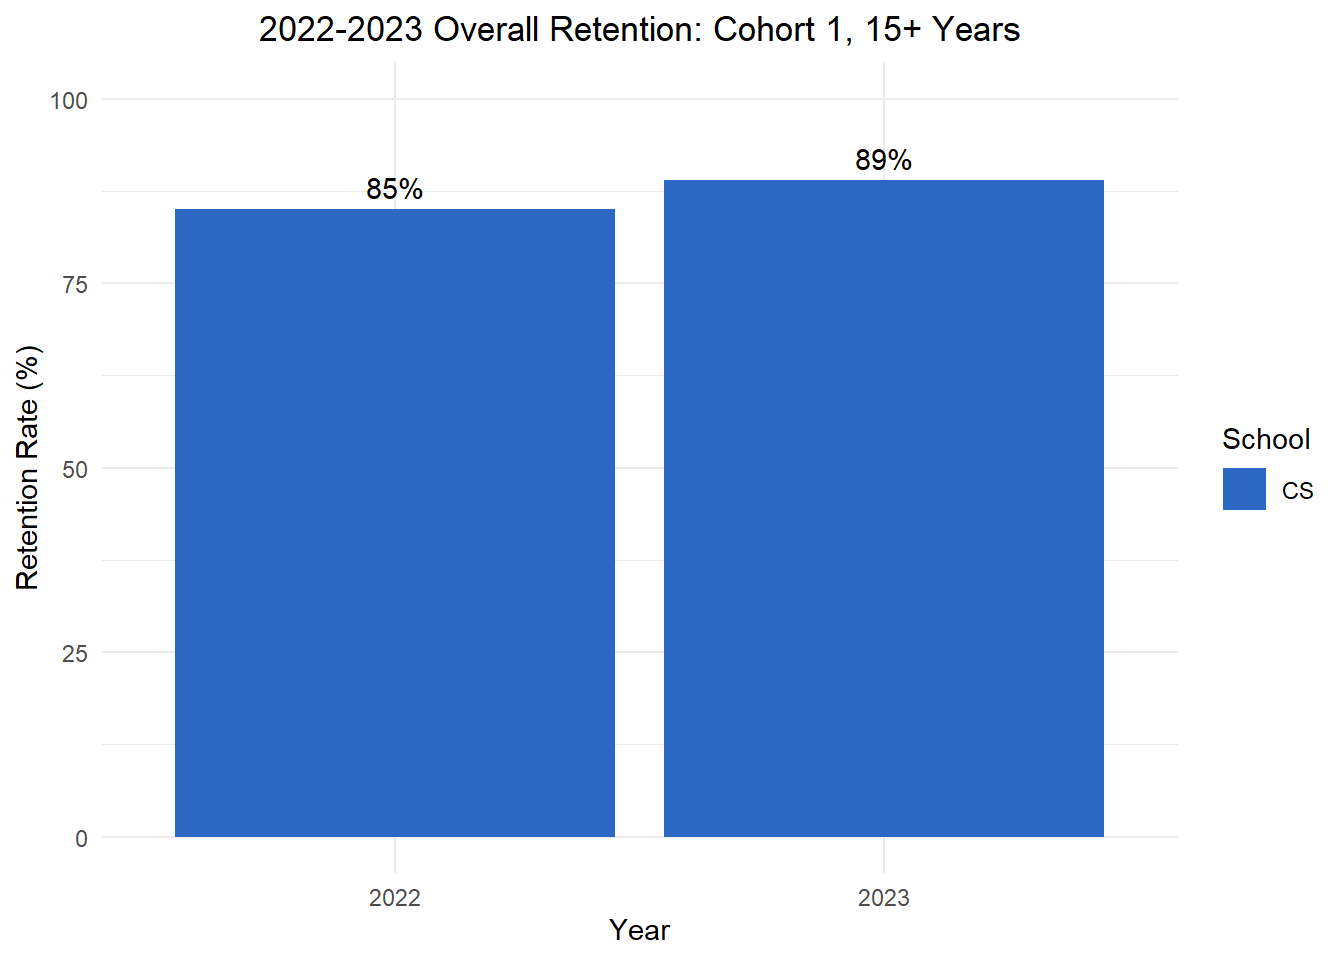 2022-2023 Overall Retention: Cohort 1, 15+ Years
Retention Rate (%)
100
75
50
25
0
85%
89%
2022
2023
Year
School
CS